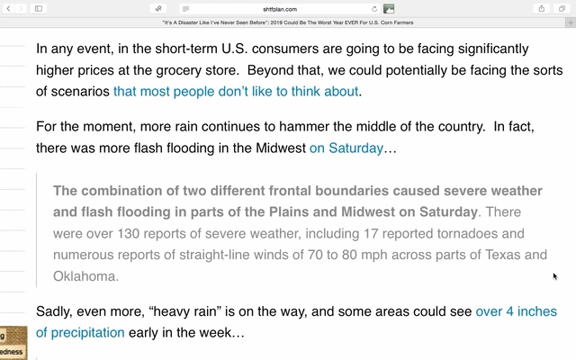 shtfplan.com
"It's A Disaster Like I've Never Seen Before": 2019 Could Be The Worst Year EVER For U.S. Corn Farmers
In any event, in the short-term U.S. consumers are going to be facing significantly
higher prices at the grocery store. Beyond that, we could potentially be facing the sorts
of scenarios that most people don't like to think about.
For the moment, more rain continues to hammer the middle of the country. In fact,
there was more flash flooding in the Midwest on Saturday…
The combination of two different frontal boundaries caused severe weather
and flash flooding in parts of the Plains and Midwest on Saturday. There
were over 130 reports of severe weather, including 17 reported tornadoes and
numerous reports of straight-line winds of 70 to 80 mph across parts of Texas and
Oklahoma.
Sadly, even more, “heavy rain” is on the way, and some areas could see over 4 inches
of precipitation early in the week…